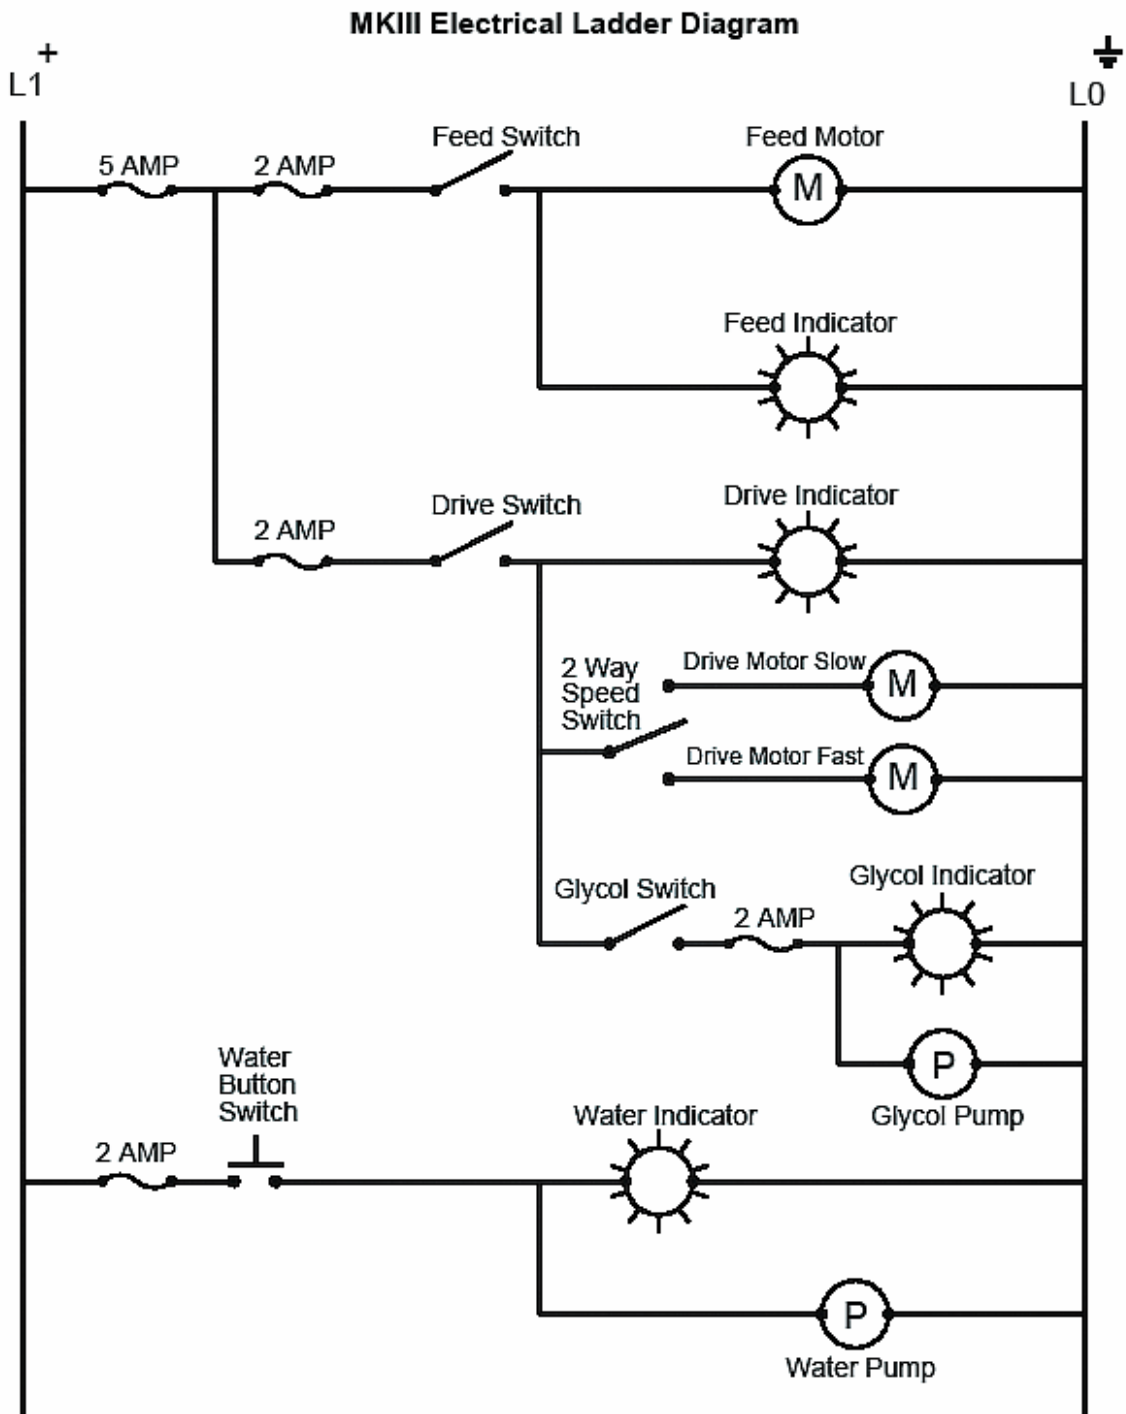 MKIII Electrical Ladder Diagram
+
L1
L0
5 AMP
2 AMP
Feed Switch
Feed Motor
M
Feed Indicator
2 AMP
Drive Switch
Drive Indicator
2 Way
Speed
Switch
Drive Motor Slow
M
Drive Motor Fast
M
Glycol Switch
2 AMP
Glycol Indicator
P
Glycol Pump
Water
Button
Switch
2 AMP
Water Indicator
P
Water Pump